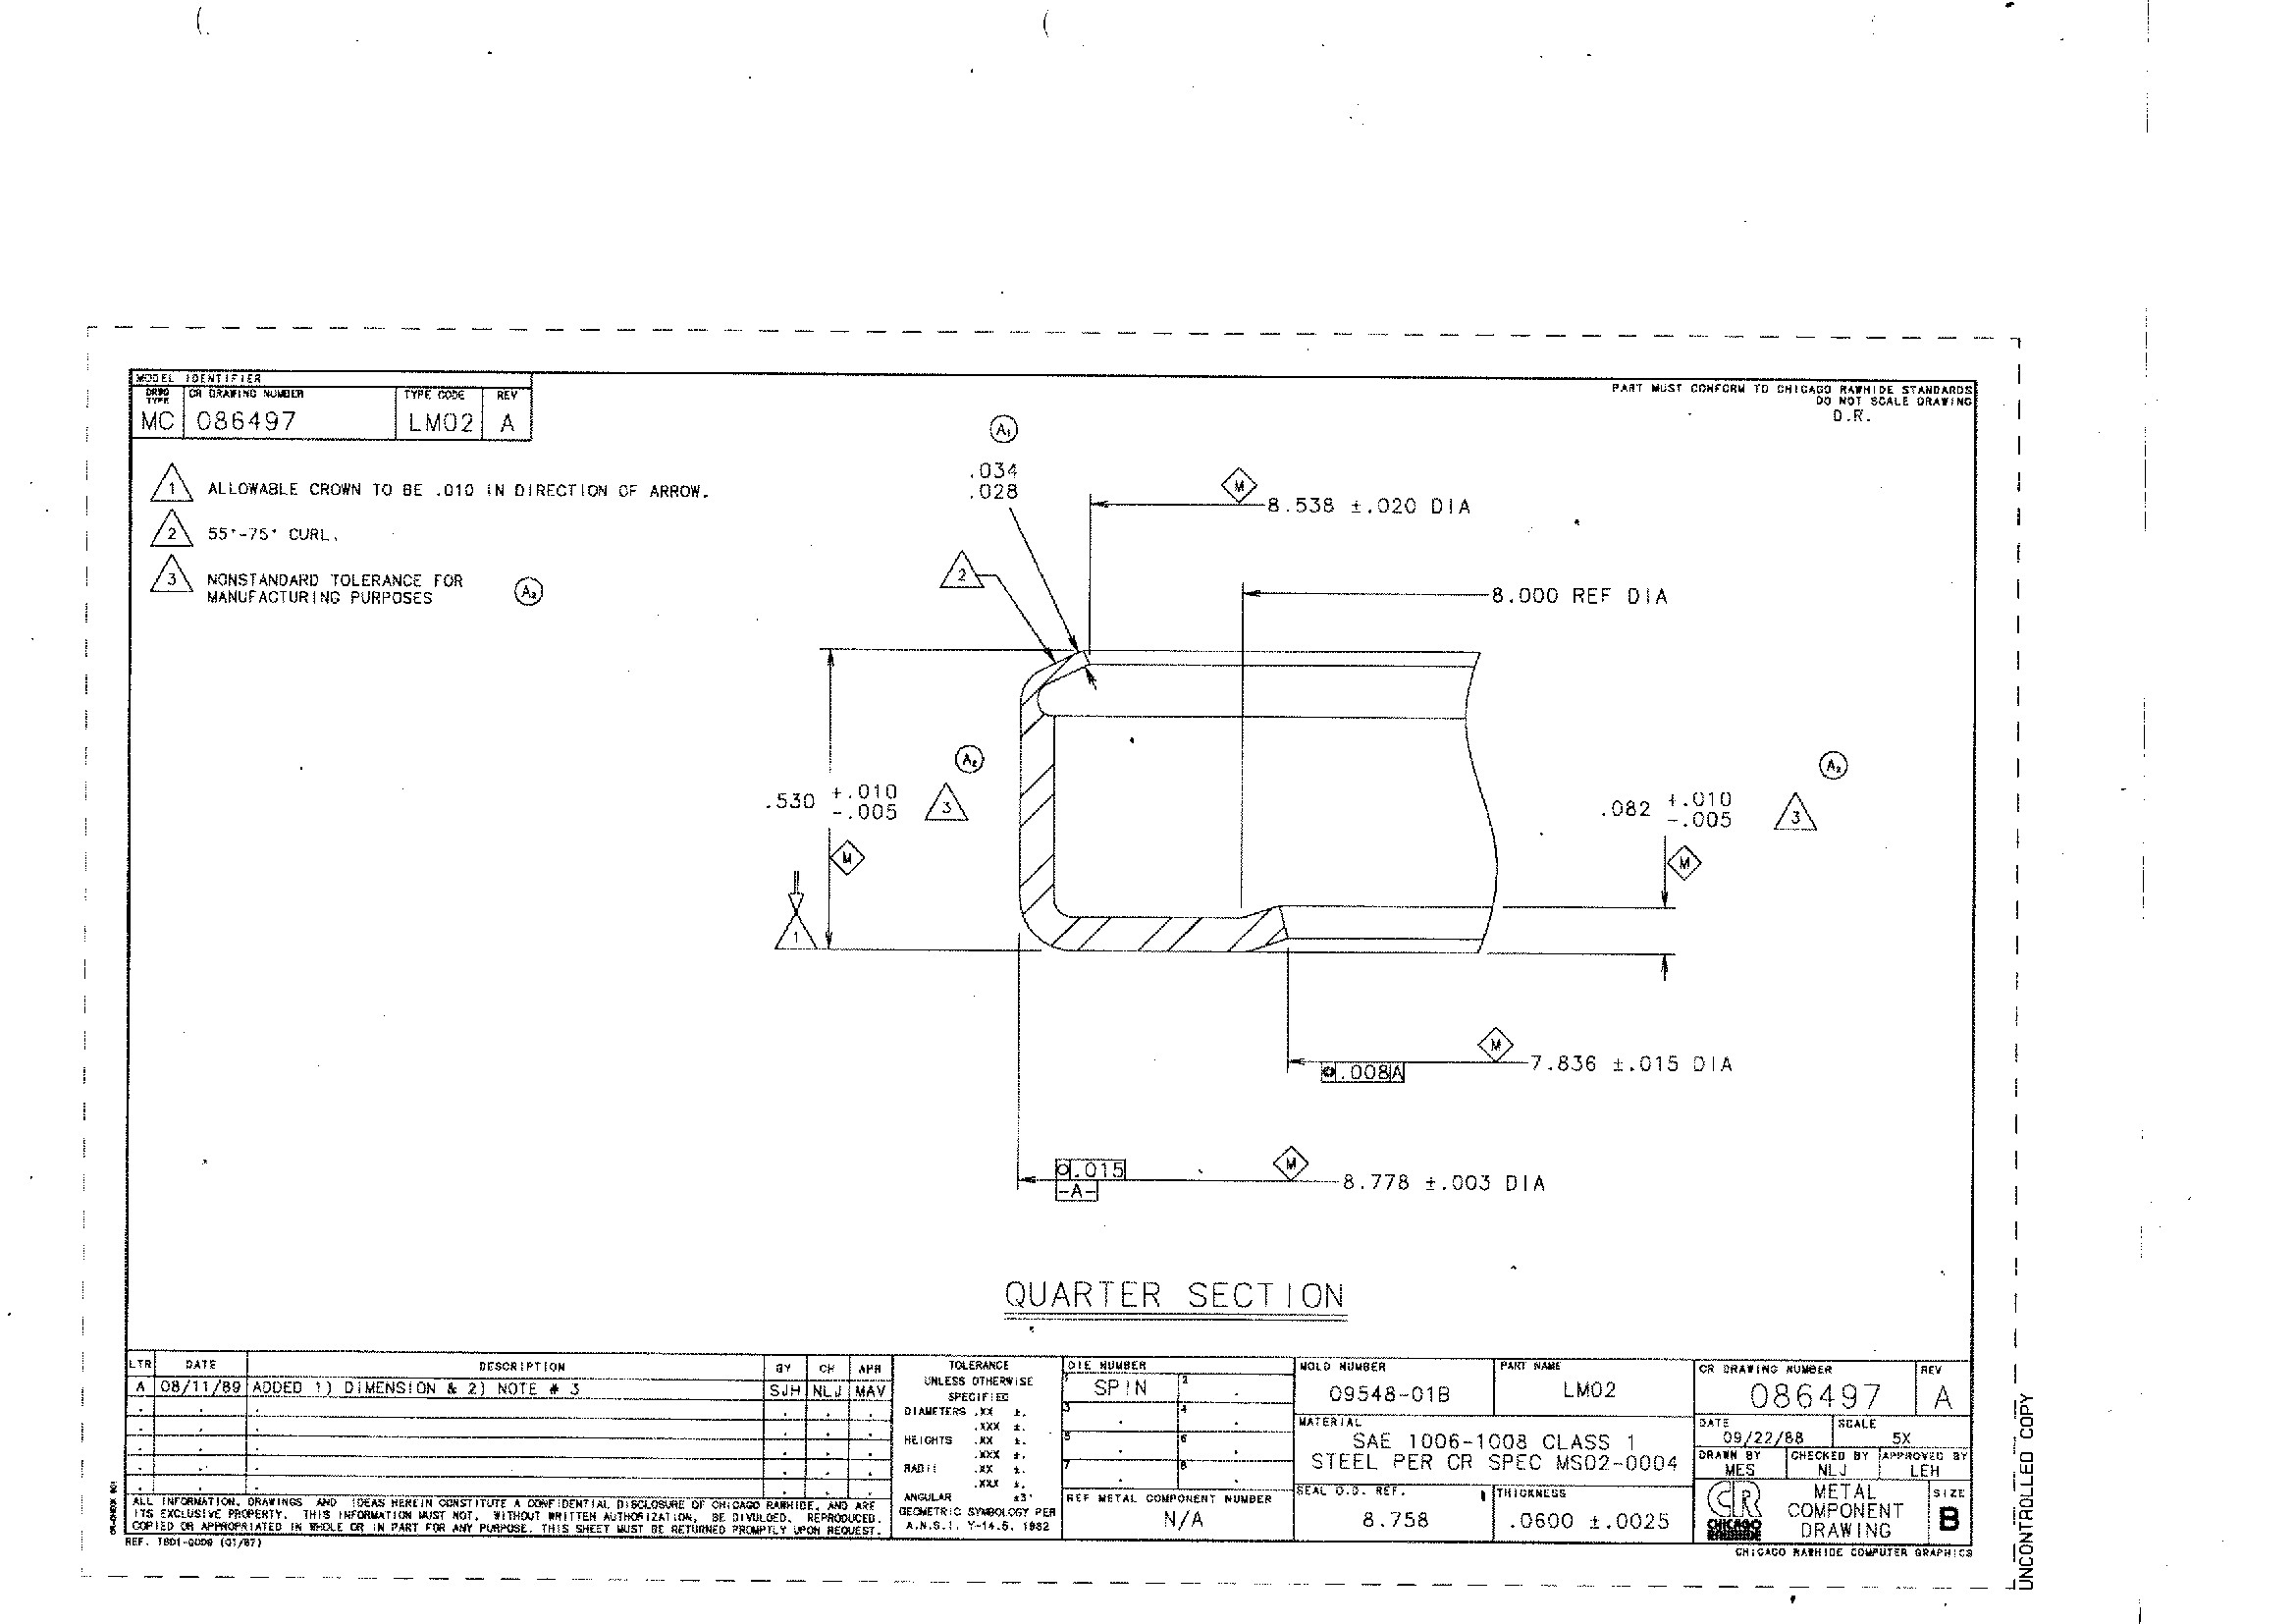 MODEL IDENTIFIER
DRWG TYPE CR DRAWING NUMBER TYPE CODE REV
MC 086497 LM02 A
PART MUST CONFORM TO CHICAGO RAWHIDE STANDARDS
DO NOT SCALE DRAWING
D.R.
1 ALLOWABLE CROWN TO BE .010 IN DIRECTION OF ARROW.
2 55°-75° CURL.
3 NONSTANDARD TOLERANCE FOR
MANUFACTURING PURPOSES A2
A1
.034
.028
M
8.538 ±.020 DIA
2
8.000 REF DIA
A2
.530 +.010 -.005 3
M
1
A2
.082 +.010 -.005 3
M
M
7.836 ±.015 DIA
.008 A
M
.015
-A-
8.778 ±.003 DIA
QUARTER SECTION
LTR DATE DESCRIPTION BY CH APR
A 08/11/89 ADDED 1) DIMENSION & 2) NOTE # 3 SJH NLJ MAV
ALL INFORMATION, DRAWINGS AND IDEAS HEREIN CONSTITUTE A CONFIDENTIAL DISCLOSURE OF CHICAGO RAWHIDE, AND ARE
ITS EXCLUSIVE PROPERTY. THIS INFORMATION MUST NOT, WITHOUT WRITTEN AUTHORIZATION, BE DIVULGED, REPRODUCED,
COPIED OR APPROPRIATED IN WHOLE OR IN PART FOR ANY PURPOSE. THIS SHEET MUST BE RETURNED PROMPTLY UPON REQUEST.
TOLERANCE
UNLESS OTHERWISE
SPECIFIED
DIAMETERS .XX ±.
.XXX ±.
HEIGHTS .XX ±.
.XXX ±.
RADII .XX ±.
.XXX ±.
ANGULAR ±3°
GEOMETRIC SYMBOLOGY PER
A.N.S.I. Y-14.5, 1982
DIE NUMBER
1 SPIN 2
3 4
5 6
7 8
REF METAL COMPONENT NUMBER
N/A
MOLD NUMBER
09548-01B
PART NAME
LM02
MATERIAL
SAE 1006-1008 CLASS 1
STEEL PER CR SPEC MS02-0004
SEAL O.D. REF.
8.758
THICKNESS
.0600 ±.0025
CR DRAWING NUMBER
086497
REV
A
DATE
09/22/88
SCALE
5X
DRAWN BY
MES
CHECKED BY
NLJ
APPROVED BY
LEH
CR
CHICAGO
RAWHIDE
METAL
COMPONENT
DRAWING
SIZE
B
CHICAGO RAWHIDE COMPUTER GRAPHICS
UNCONTROLLED COPY